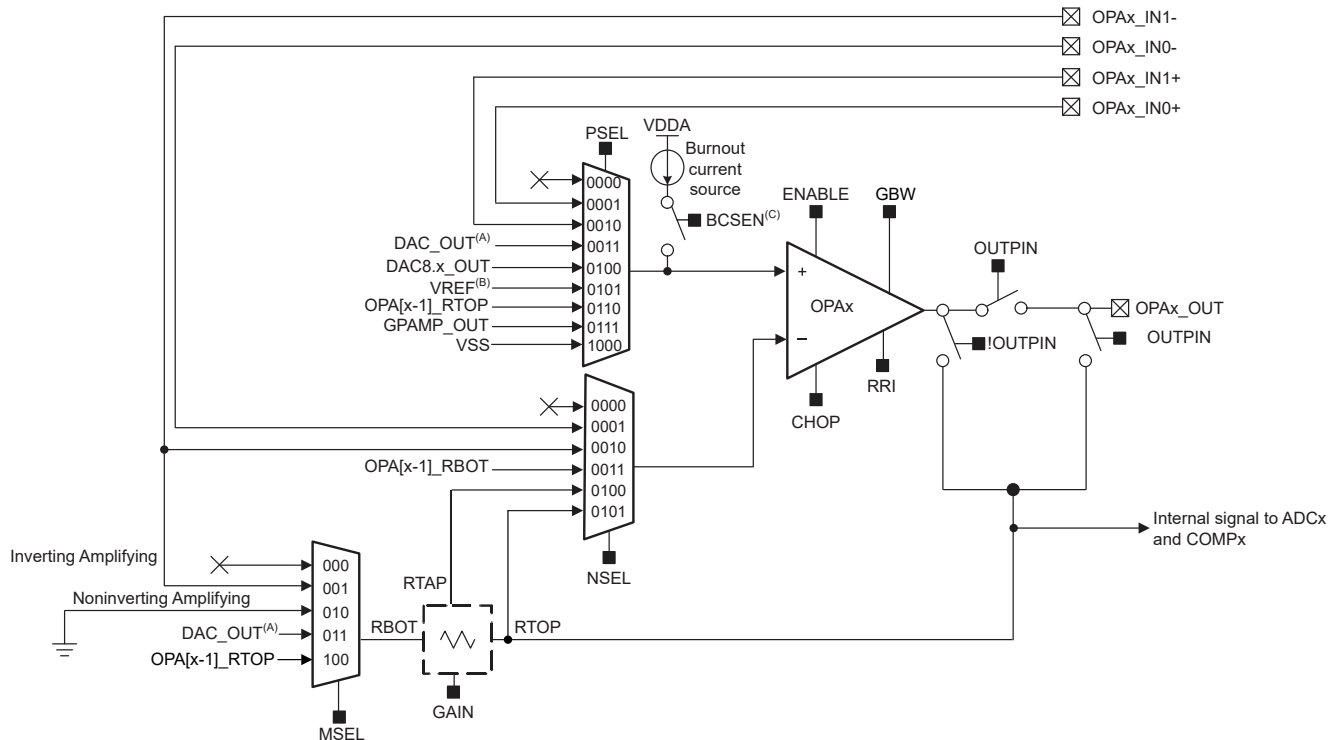 OPAx_IN1-
OPAx_IN0-
OPAx_IN1+
OPAx_IN0+
PSEL
VDDA
Burnout
current
source
BCSEN(C)
ENABLE
GBW
0000
0001
0010
DAC_OUT(A)
0011
DAC8.x_OUT
0100
VREF(B)
0101
OPA[x-1]_RTOP
0110
GPAMP_OUT
0111
VSS
1000
+
OPAx
−
OUTPIN
OPAx_OUT
!OUTPIN
OUTPIN
RRI
CHOP
0000
0001
0010
OPA[x-1]_RBOT
0011
0100
0101
NSEL
Internal signal to ADCx
and COMPx
Inverting Amplifying
000
001
Noninverting Amplifying
010
DAC_OUT(A)
011
OPA[x-1]_RTOP
100
MSEL
RTAP
RBOT
RTOP
GAIN